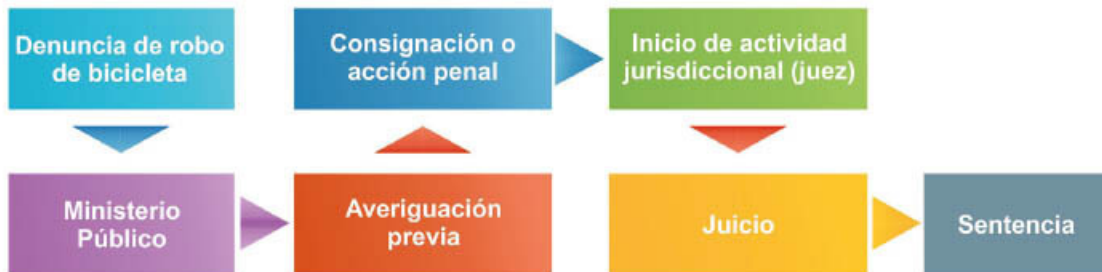 Denuncia de robo
de bicicleta
Ministerio
Público
Averiguación
previa
Consignación o
acción penal
Inicio de actividad
jurisdiccional (juez)
Juicio
Sentencia